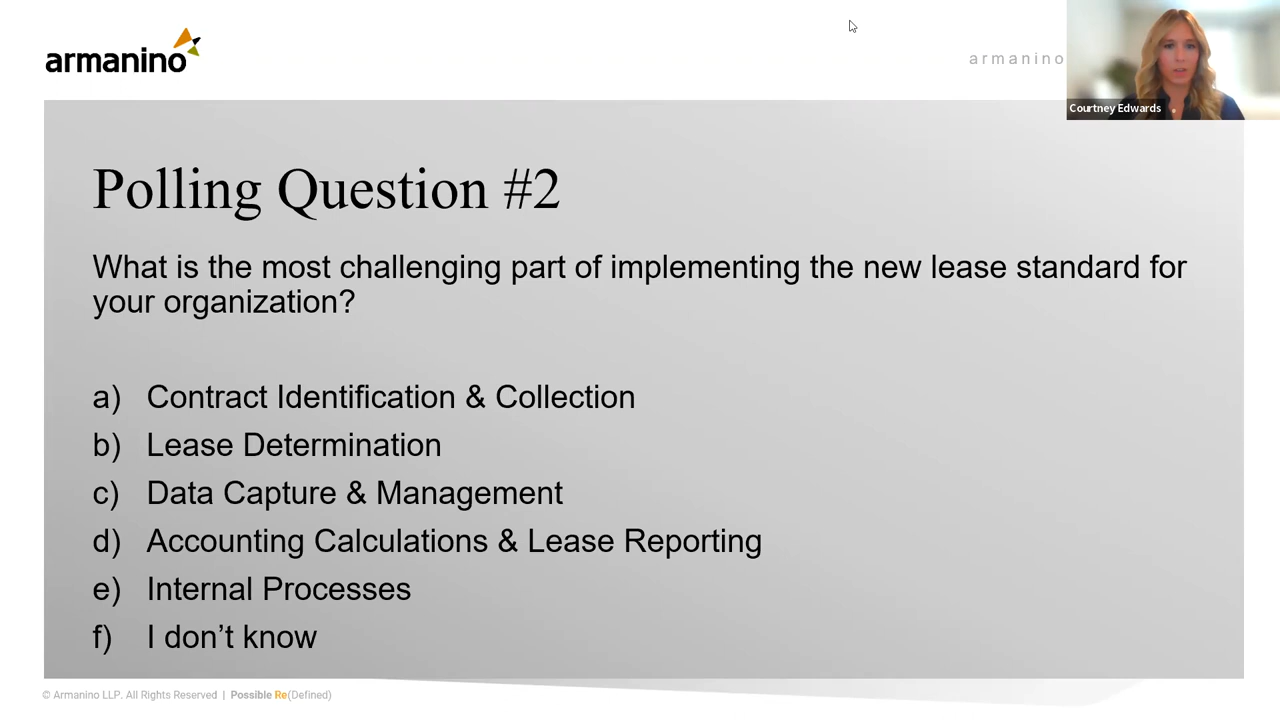 armanino
armanino
Courtney Edwards
Polling Question #2
What is the most challenging part of implementing the new lease standard for
your organization?
a) Contract Identification & Collection
b) Lease Determination
c) Data Capture & Management
d) Accounting Calculations & Lease Reporting
e) Internal Processes
f) I don’t know
© Armanino LLP. All Rights Reserved | Possible Re(Defined)